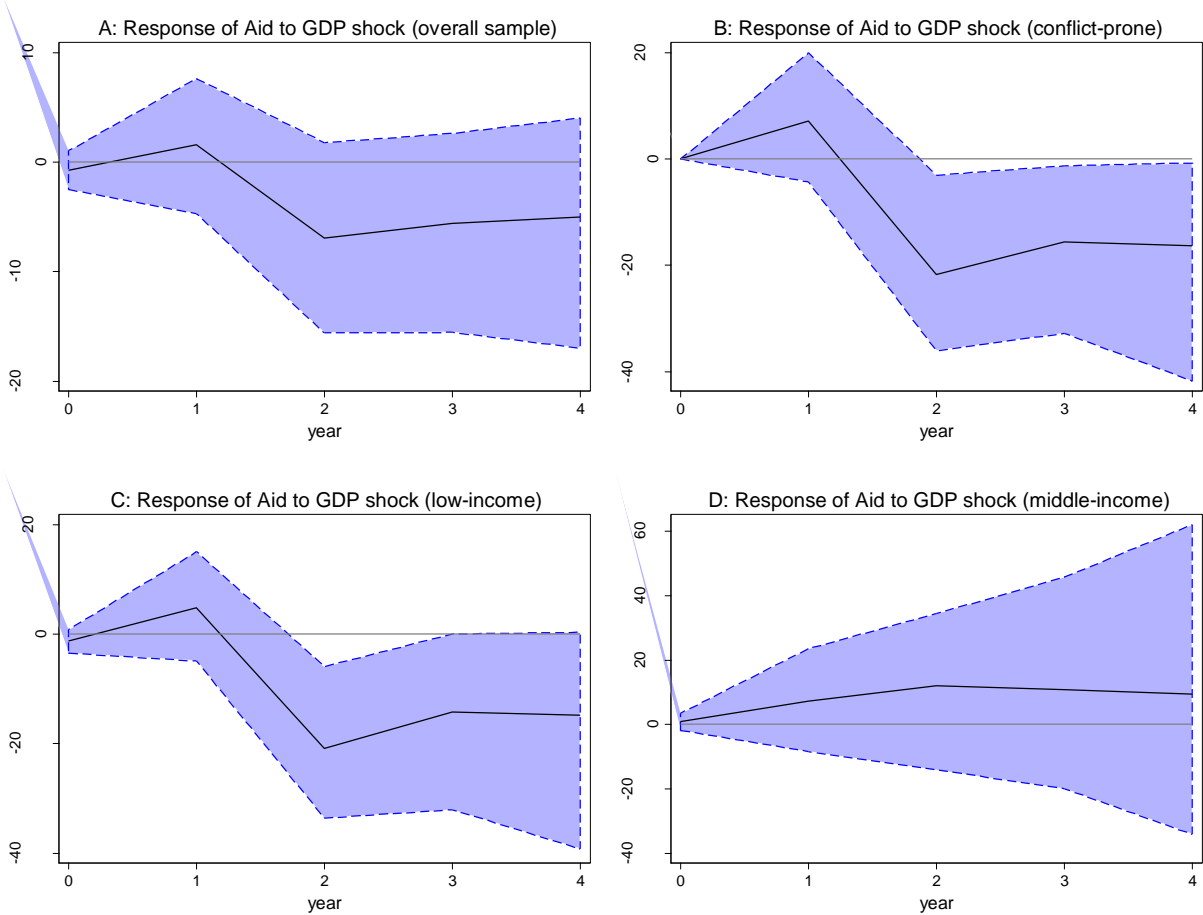 A: Response of Aid to GDP shock (overall sample)
10
0
-10
-20
0 1 2 3 4
year
B: Response of Aid to GDP shock (conflict-prone)
20
0
-20
-40
0 1 2 3 4
year
C: Response of Aid to GDP shock (low-income)
20
0
-20
-40
0 1 2 3 4
year
D: Response of Aid to GDP shock (middle-income)
60
40
20
0
-20
-40
0 1 2 3 4
year